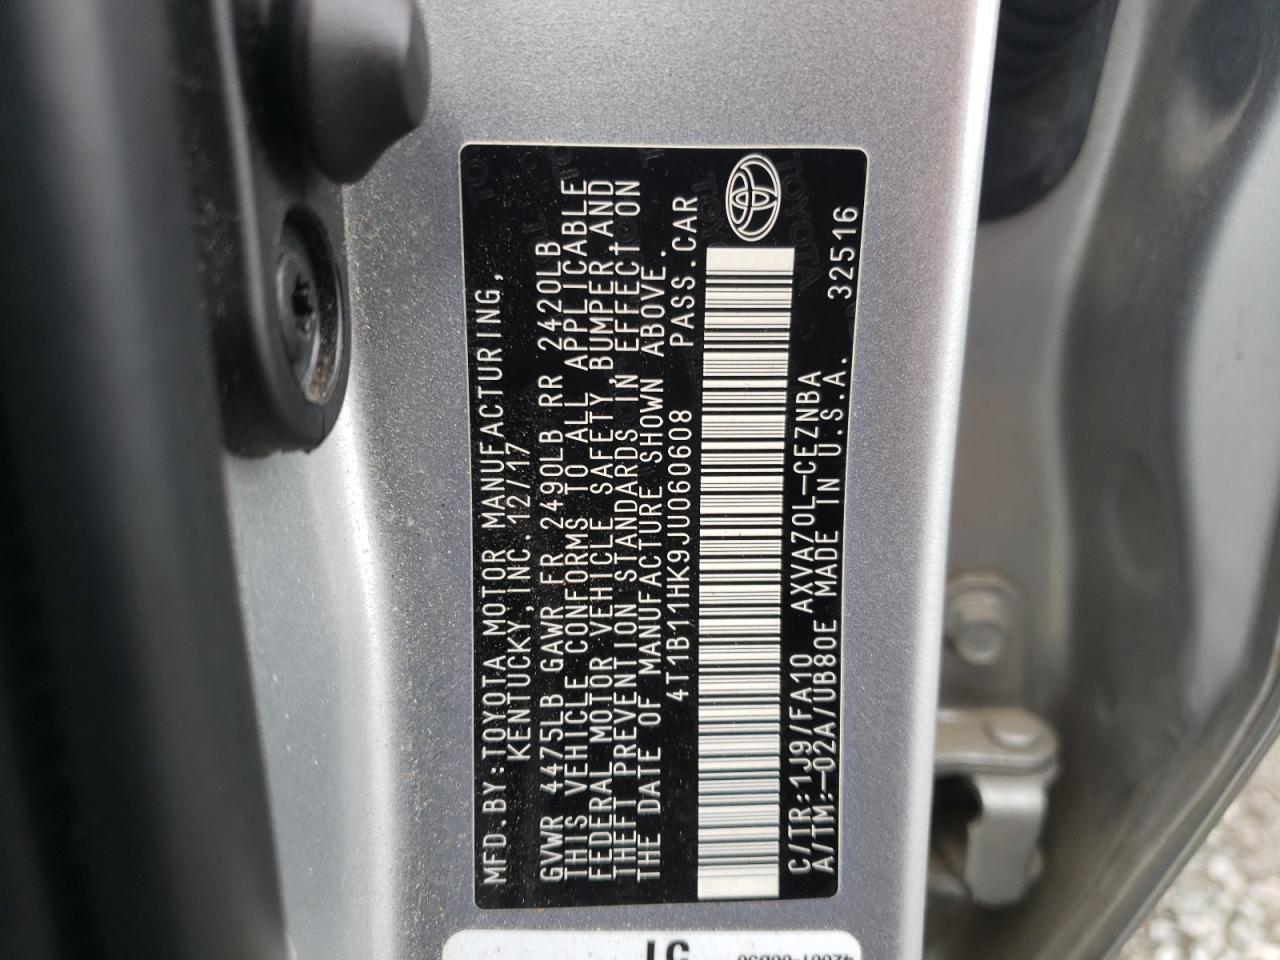 MFD.BY:TOYOTA MOTOR MANUFACTURING,
KENTUCKY,INC.12/17
GVWR 4475LB GAWR FR 2490LB RR 2420LB
THIS VEHICLE CONFORMS TO ALL APPLICABLE
FEDERAL MOTOR VEHICLE SAFETY, BUMPER, AND
THEFT PREVENTION STANDARDS IN EFFECT ON
THE DATE OF MANUFACTURE SHOWN ABOVE.
4T1B11HK9JU060608 PASS.CAR
C/TR:1J9/FA10 AXVA70L-CEZNBA
A/TM:-02A/UB80E MADE IN U.S.A. 32516
TOYOTA